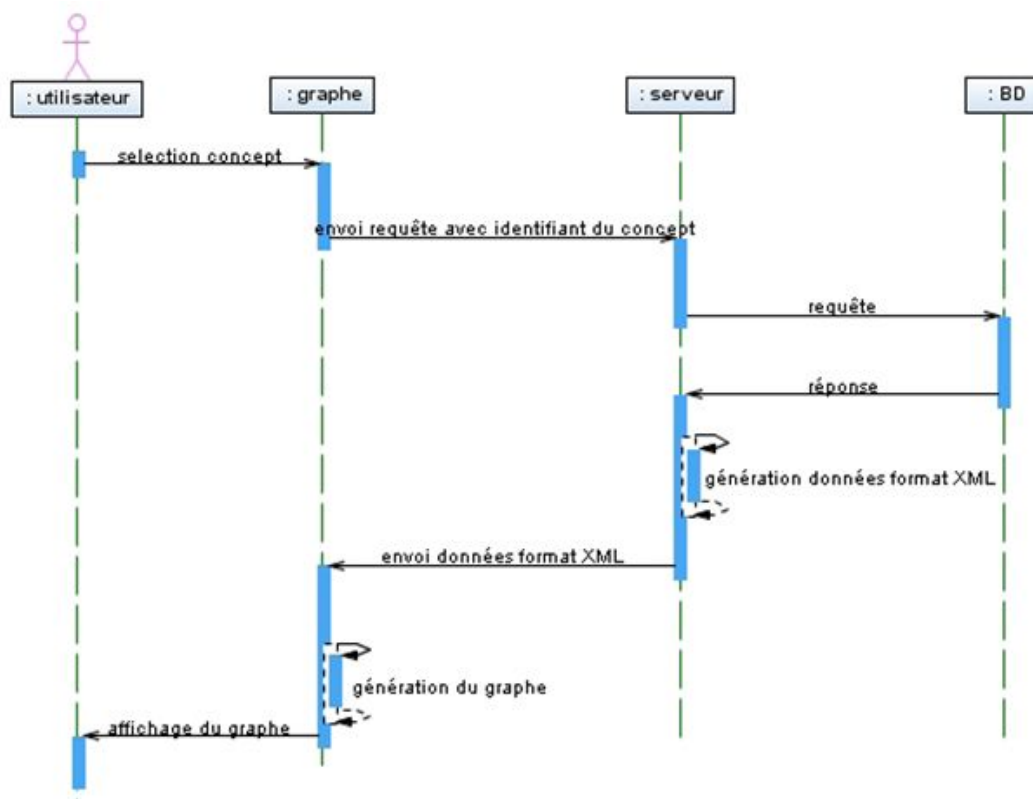 : utilisateur
: graphe
: serveur
: BD
selection concept
envoi requête avec identifiant du concept
requête
réponse
génération données format XML
envoi données format XML
génération du graphe
affichage du graphe